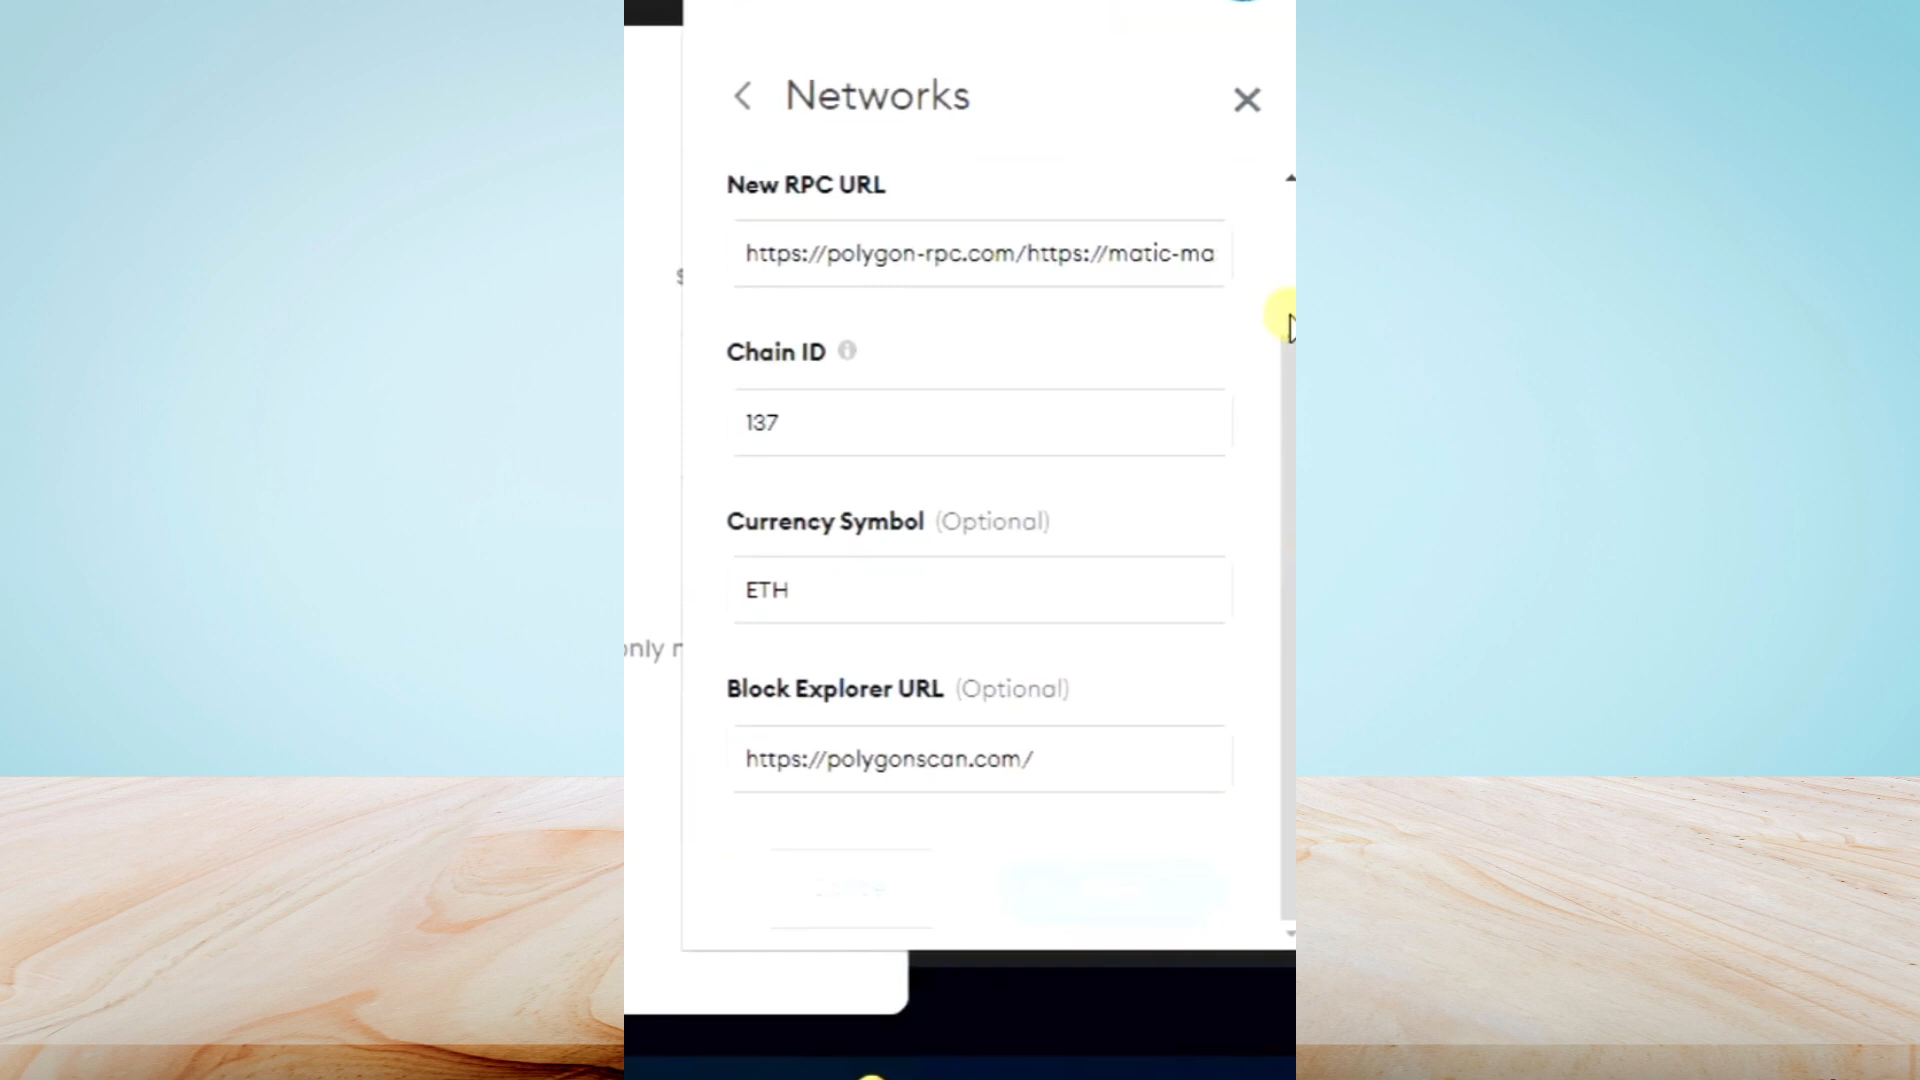 Networks
New RPC URL
https://polygon-rpc.com/https://matic-ma
Chain ID
137
Currency Symbol (Optional)
ETH
only r
Block Explorer URL (Optional)
https://polygonscan.com/